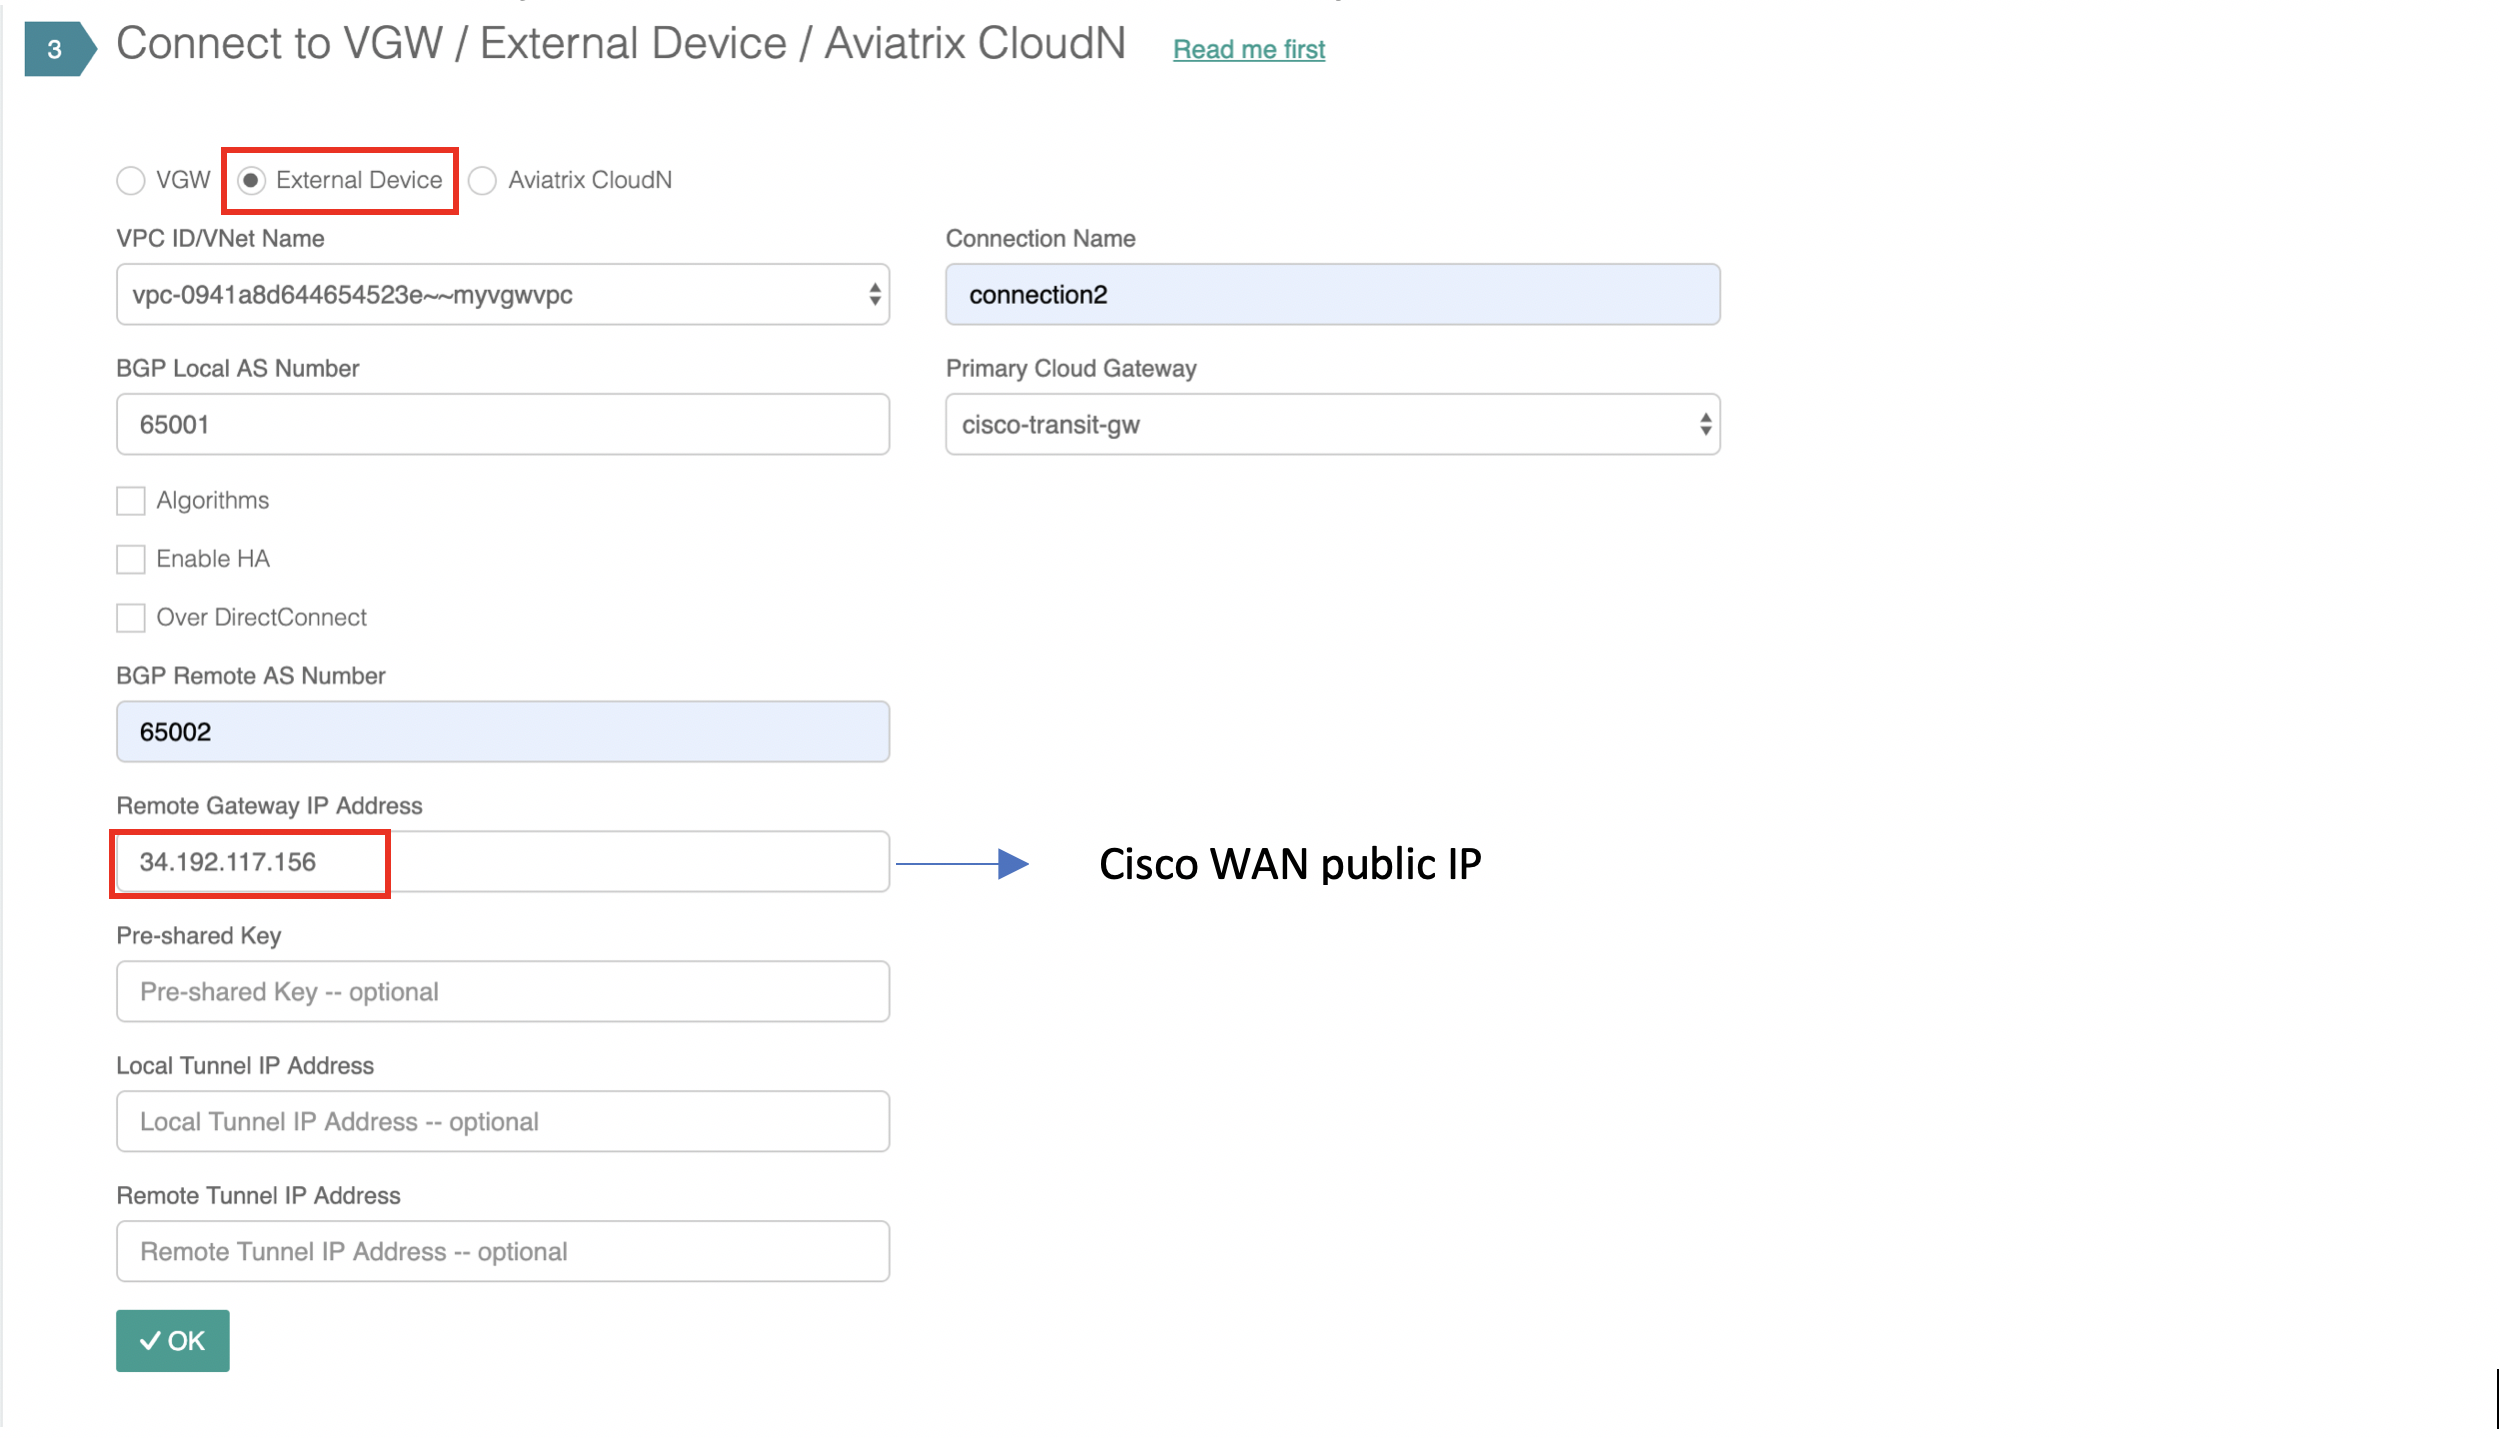 3 Connect to VGW / External Device / Aviatrix CloudN Read me first
VGW External Device Aviatrix CloudN
VPC ID/VNet Name Connection Name
vpc-0941a8d644654523e~~myvgwvpc connection2
BGP Local AS Number Primary Cloud Gateway
65001 cisco-transit-gw
Algorithms
Enable HA
Over DirectConnect
BGP Remote AS Number
65002
Remote Gateway IP Address
34.192.117.156 Cisco WAN public IP
Pre-shared Key
Pre-shared Key -- optional
Local Tunnel IP Address
Local Tunnel IP Address -- optional
Remote Tunnel IP Address
Remote Tunnel IP Address -- optional
OK